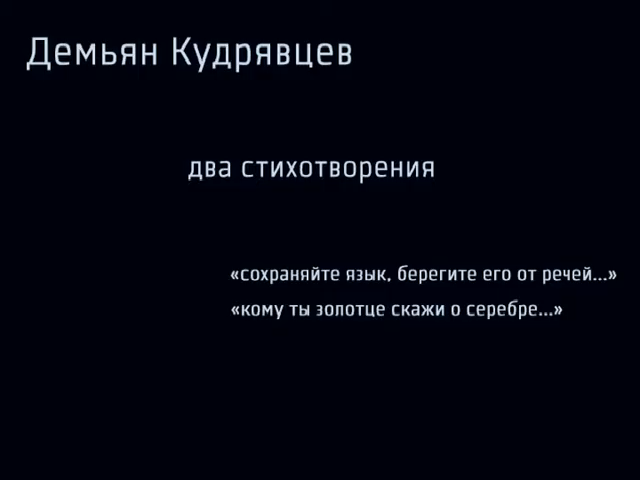 Демьян Кудрявцев
два стихотворения
«сохраняйте язык, берегите его от речей...»
«кому ты золотце скажи о серебре...»